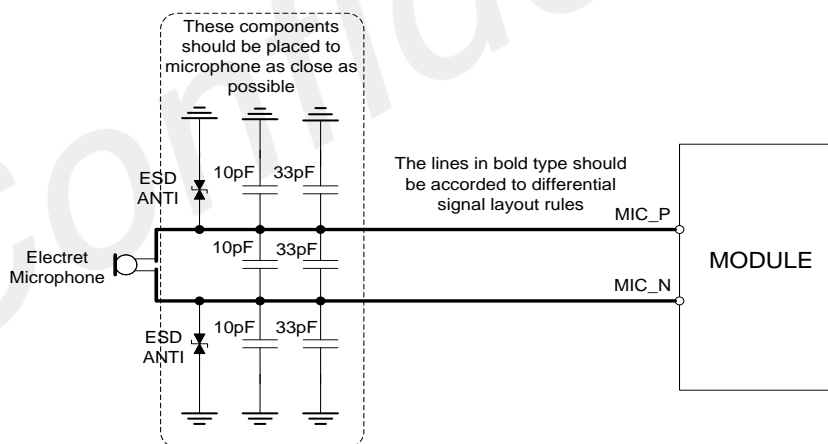 These components
should be placed to
microphone as close as
possible
ESD
ANTI
10pF
33pF
The lines in bold type should
be accorded to differential
signal layout rules
MIC_P
Electret
Microphone
10pF
33pF
MIC_N
MODULE
ESD
ANTI
10pF
33pF